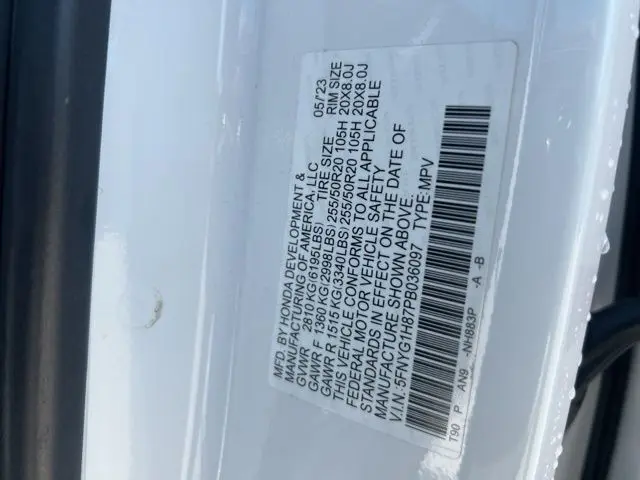 MFD. BY HONDA DEVELOPMENT &
MANUFACTURING OF AMERICA, LLC 05/'23
GVWR 2810 KG(6195LBS) TIRE SIZE RIM SIZE
GAWR F 1360 KG(2998LBS) 255/50R20 105H 20X8.0J
GAWR R 1515 KG(3340LBS) 255/50R20 105H 20X8.0J
THIS VEHICLE CONFORMS TO ALL APPLICABLE
FEDERAL MOTOR VEHICLE SAFETY
STANDARDS IN EFFECT ON THE DATE OF
MANUFACTURE SHOWN ABOVE.
V.I.N.:5FNYG1H87PB036097 TYPE:MPV
T90 P AN9 -NH883P -A -B